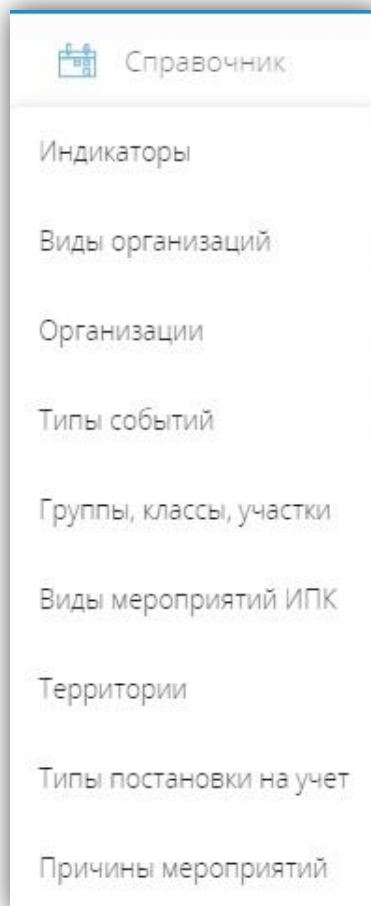 Справочник
Индикаторы
Виды организаций
Организации
Типы событий
Группы, классы, участки
Виды мероприятий ИПК
Территории
Типы постановки на учет
Причины мероприятий